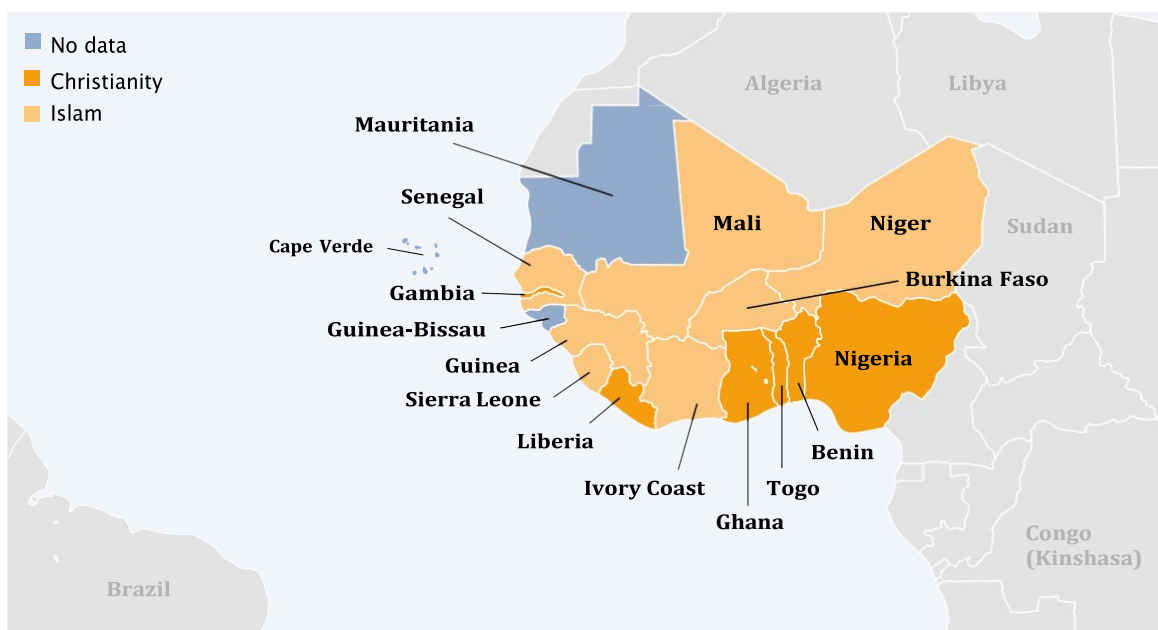 No data
Christianity
Islam
Algeria
Libya
Mauritania
Senegal
Mali
Niger
Sudan
Cape Verde
Burkina Faso
Gambia
Guinea-Bissau
Nigeria
Guinea
Sierra Leone
Liberia
Benin
Ivory Coast
Togo
Ghana
Congo
(Kinshasa)
Brazil